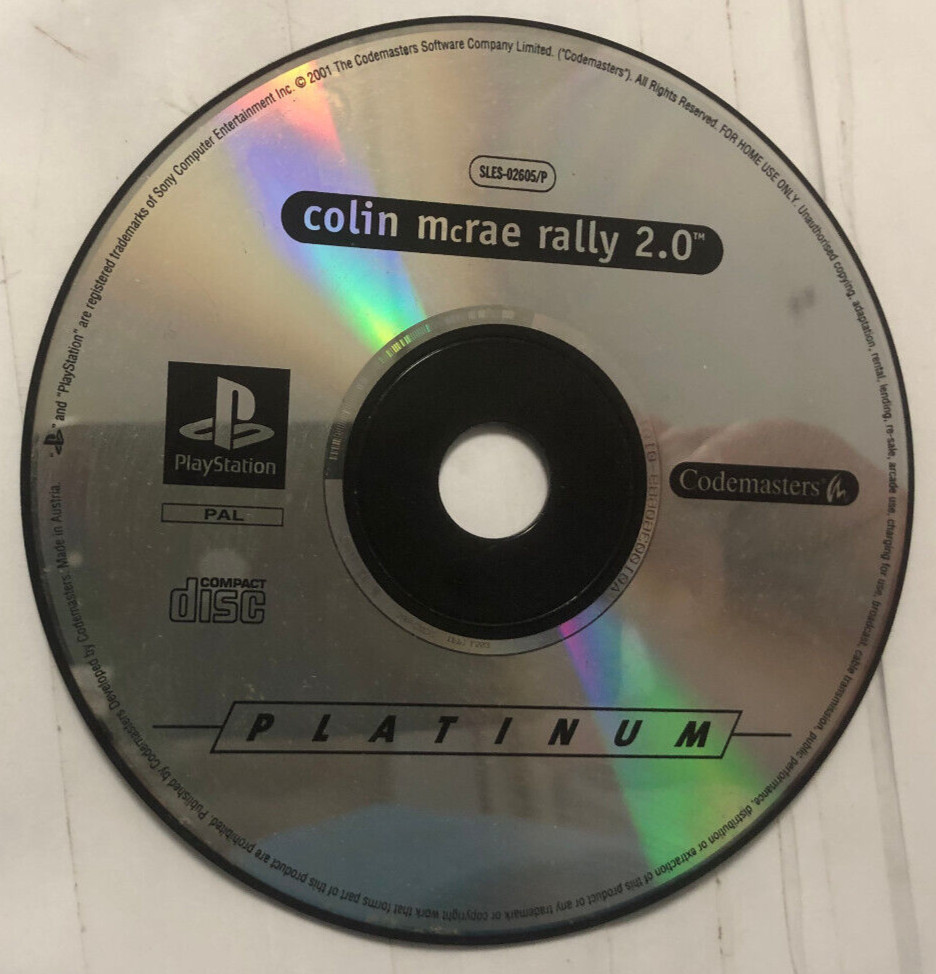 SLES-02605/P
colin mcrae rally 2.0™
PlayStation
PAL
Codemasters
COMPACT
disc
PLATINUM
" and "PlayStation" are registered trademarks of Sony Computer Entertainment Inc. © 2001 The Codemasters Software Company Limited. ("Codemasters"). All Rights Reserved. FOR HOME USE ONLY. Unauthorised copying, adaptation, rental, lending, re-sale, arcade use, charging for use, broadcast, cable transmission, public performance, distribution or extraction of this product or any trademark or copyright work that forms part of this product are prohibited. Published by Codemasters Developed by Codemasters. Made in Austria.